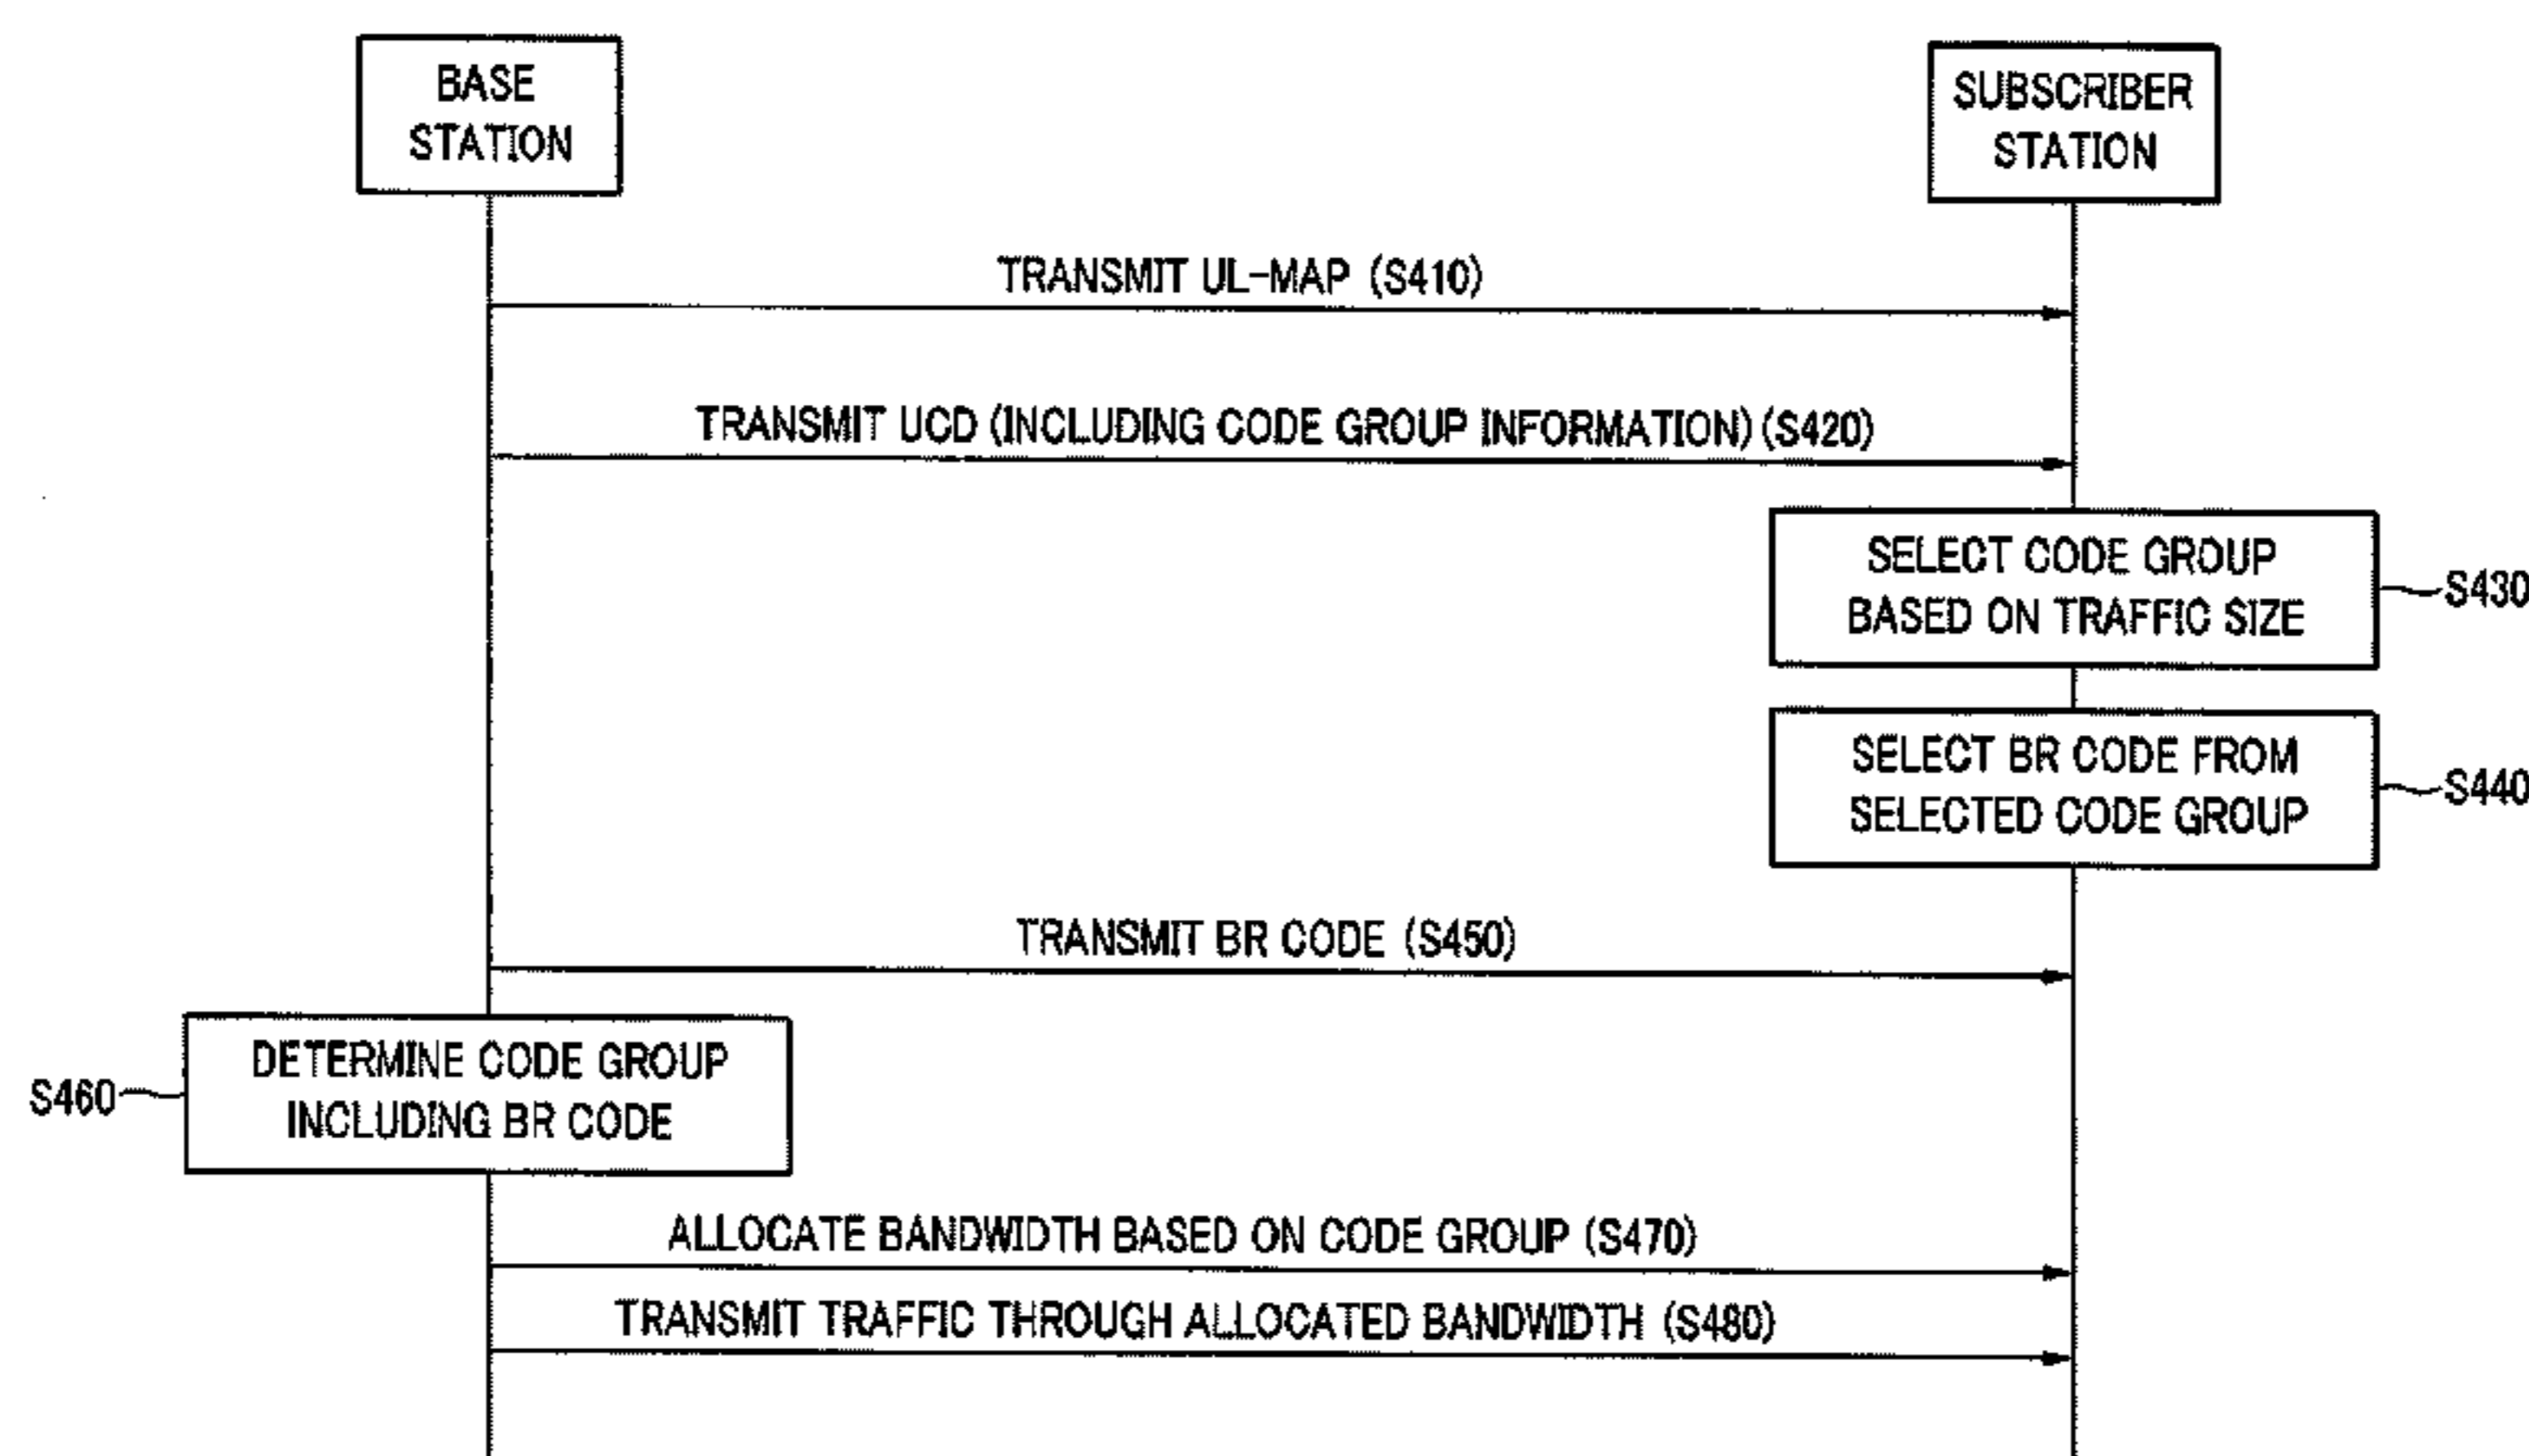 BASE
STATION
SUBSCRIBER
STATION
TRANSMIT UL-MAP (S410)
TRANSMIT UCD (INCLUDING CODE GROUP INFORMATION) (S420)
SELECT CODE GROUP
BASED ON TRAFFIC SIZE
S430
SELECT BR CODE FROM
SELECTED CODE GROUP
S440
TRANSMIT BR CODE (S450)
S460
DETERMINE CODE GROUP
INCLUDING BR CODE
ALLOCATE BANDWIDTH BASED ON CODE GROUP (S470)
TRANSMIT TRAFFIC THROUGH ALLOCATED BANDWIDTH (S480)